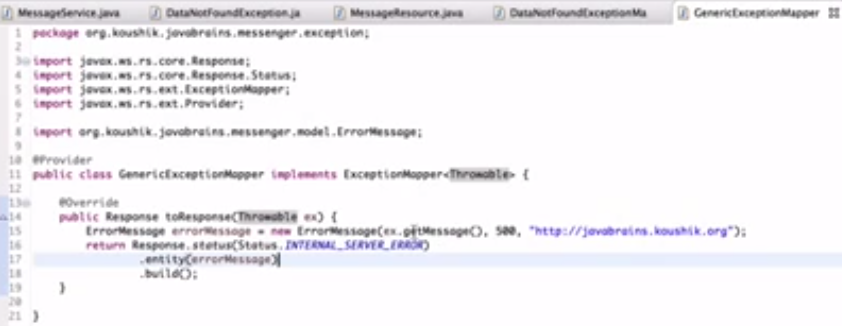 MessageService.java DataNotFoundException.ja MessageResource.java DataNotFoundExceptionMa GenericExceptionMapper
1 package org.koushik.javabrains.messenger.exception;
2
3 import javax.ws.rs.core.Response;
4 import javax.ws.rs.core.Response.Status;
5 import javax.ws.rs.ext.ExceptionMapper;
6 import javax.ws.rs.ext.Provider;
7
8 import org.koushik.javabrains.messenger.model.ErrorMessage;
9
10 @Provider
11 public class GenericExceptionMapper implements ExceptionMapper<Throwable> {
12
13 @Override
14 public Response toResponse(Throwable ex) {
15 ErrorMessage errorMessage = new ErrorMessage(ex.getMessage(), 500, "http://javabrains.koushik.org");
16 return Response.status(Status.INTERNAL_SERVER_ERROR)
17 .entity(errorMessage)
18 .build();
19 }
20
21 }